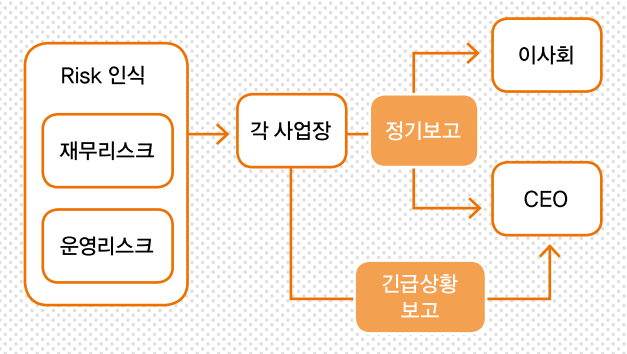 Risk 인식
재무리스크
운영리스크
각 사업장
정기보고
이사회
CEO
긴급상황
보고